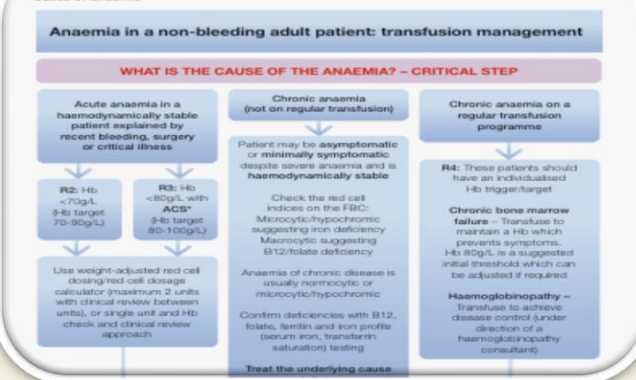 Anaemia in a non-bleeding adult patient: transfusion management
WHAT IS THE CAUSE OF THE ANAEMIA? – CRITICAL STEP
Acute anaemia in a
haemodynamically stable
patient explained by
recent bleeding, surgery
or critical illness
R2: Hb
<70g/L
(Hb target
70-90g/L)
R3: Hb
<80g/L with
ACS*
(Hb target
80-100g/L)
Use weight-adjusted red cell
dosing/red cell dosage
calculator (maximum 2 units
with clinical review between
units), or single unit and Hb
check and clinical review
approach
Chronic anaemia
(not on regular transfusion)
Patient may be asymptomatic
or minimally symptomatic
despite severe anaemia and is
haemodynamically stable
Check the red cell
indices on the FBC:
Microcytic/hypochromic
suggesting iron deficiency
Macrocytic suggesting
B12/folate deficiency
Anaemia of chronic disease is
usually normocytic or
microcytic/hypochromic
Confirm deficiencies with B12,
folate, ferritin and iron profile
(serum iron, transferrin
saturation) testing
Treat the underlying cause
Chronic anaemia on a
regular transfusion
programme
R4: These patients should
have an individualised
Hb trigger/target
Chronic bone marrow
failure – Transfuse to
maintain a Hb which
prevents symptoms.
Hb 80g/L is a suggested
initial threshold which can
be adjusted if required
Haemoglobinopathy –
Transfuse to achieve
disease control (under
direction of a
haemoglobinopathy
consultant)